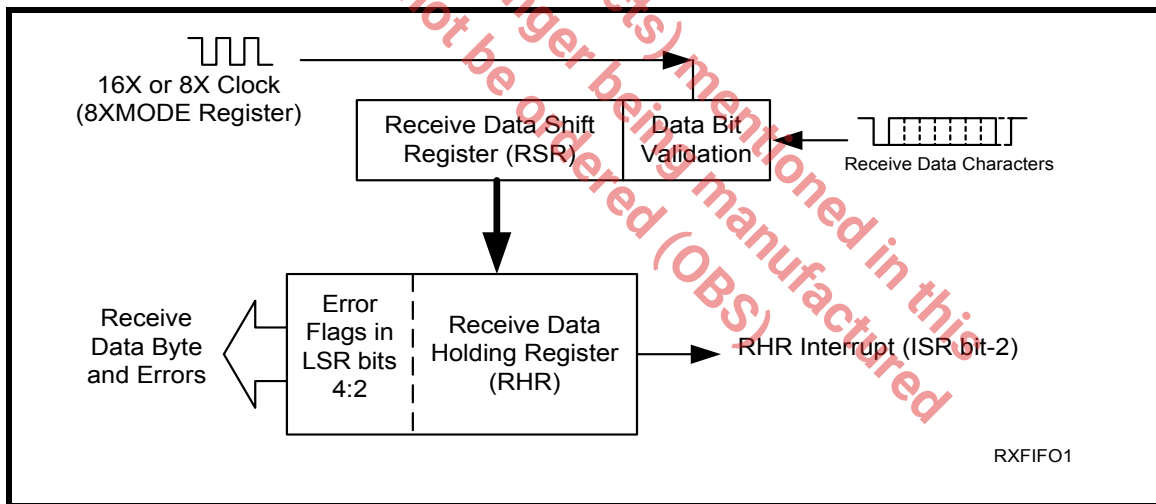 16X or 8X Clock
(8XMODE Register)
Receive Data Shift
Register (RSR)
Data Bit
Validation
Receive Data Characters
Receive
Data Byte
and Errors
Error
Flags in
LSR bits
4:2
Receive Data
Holding Register
(RHR)
RHR Interrupt (ISR bit-2)
RXFIFO1
mentioned in this
nger being manufactured
not be ordered (OBS)